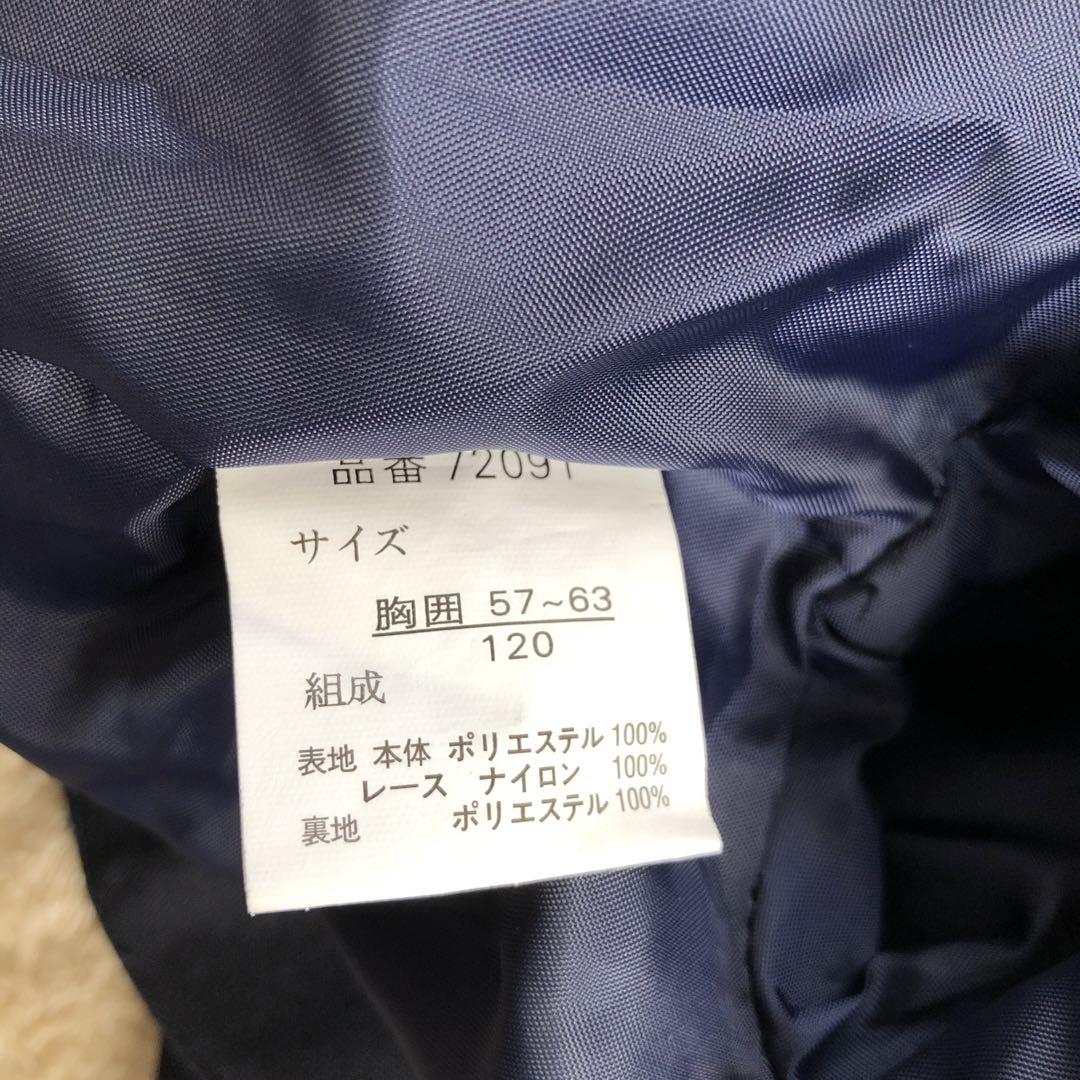 品番 72091
サイズ
胸囲 57~63
120
組成
表地 本体 ポリエステル 100%
レース ナイロン 100%
裏地 ポリエステル 100%